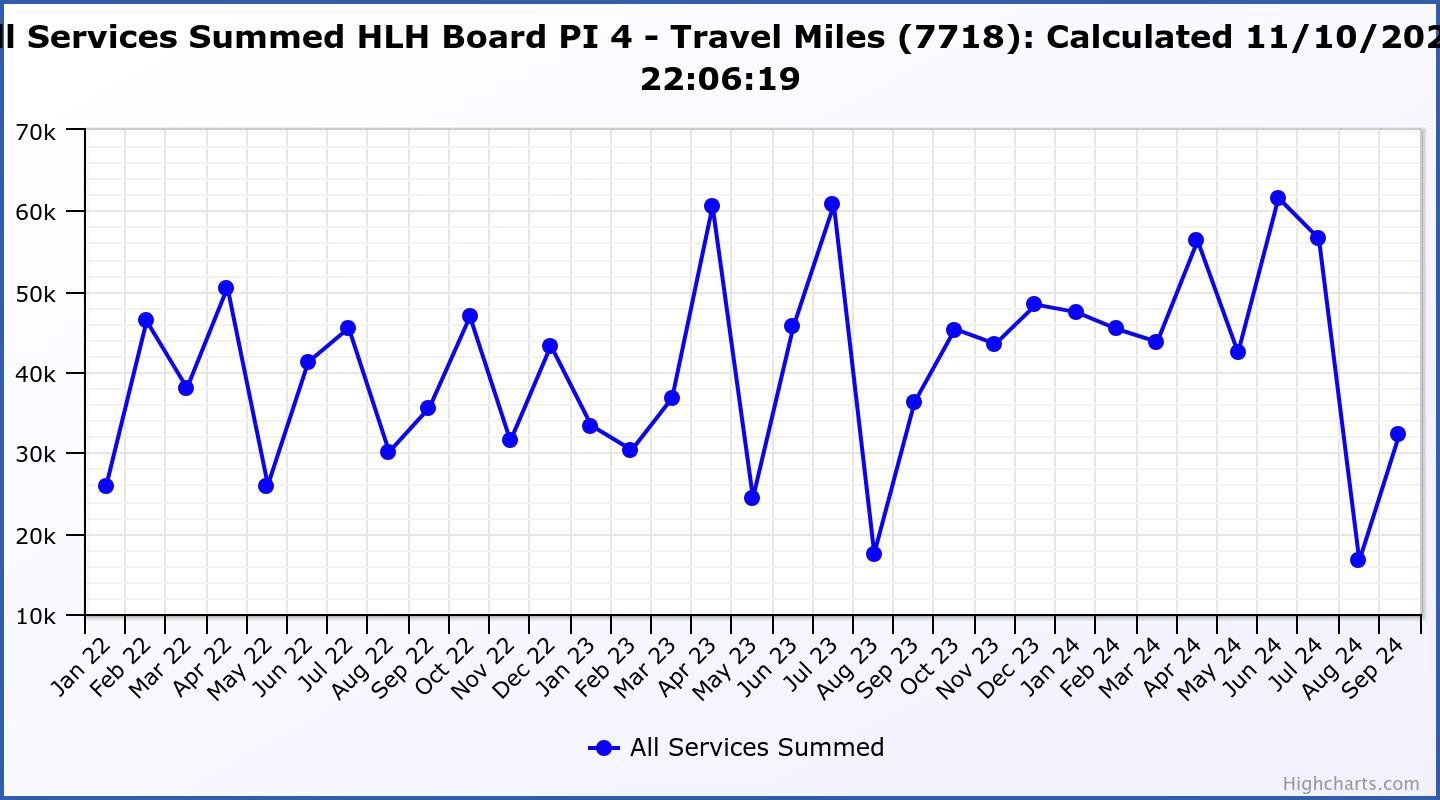 ll Services Summed HLH Board PI 4 - Travel Miles (7718): Calculated 11/10/202
22:06:19
70k
60k
50k
40k
30k
20k
10k
Jan 22 Feb 22 Mar 22 Apr 22 May 22 Jun 22 Jul 22 Aug 22 Sep 22 Oct 22 Nov 22 Dec 22 Jan 23 Feb 23 Mar 23 Apr 23 May 23 Jun 23 Jul 23 Aug 23 Sep 23 Oct 23 Nov 23 Dec 23 Jan 24 Feb 24 Mar 24 Apr 24 May 24 Jun 24 Jul 24 Aug 24 Sep 24
All Services Summed
Highcharts.com